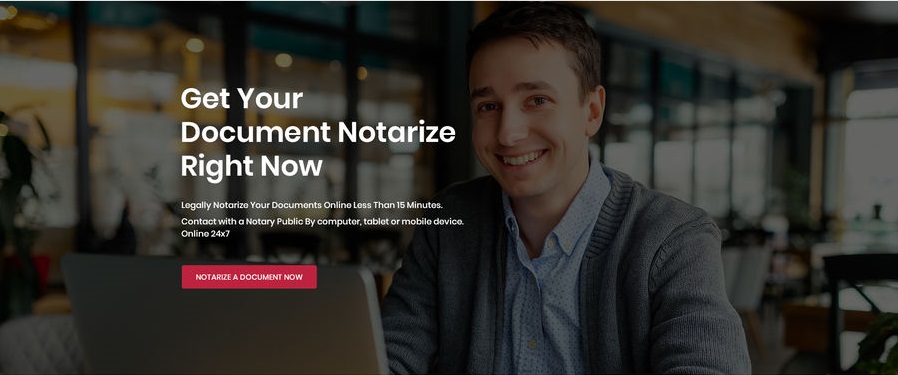 Get Your
Document Notarize
Right Now
Legally Notarize Your Documents Online Less Than 15 Minutes.
Contact with a Notary Public By computer, tablet or mobile device.
Online 24x7
NOTARIZE A DOCUMENT NOW